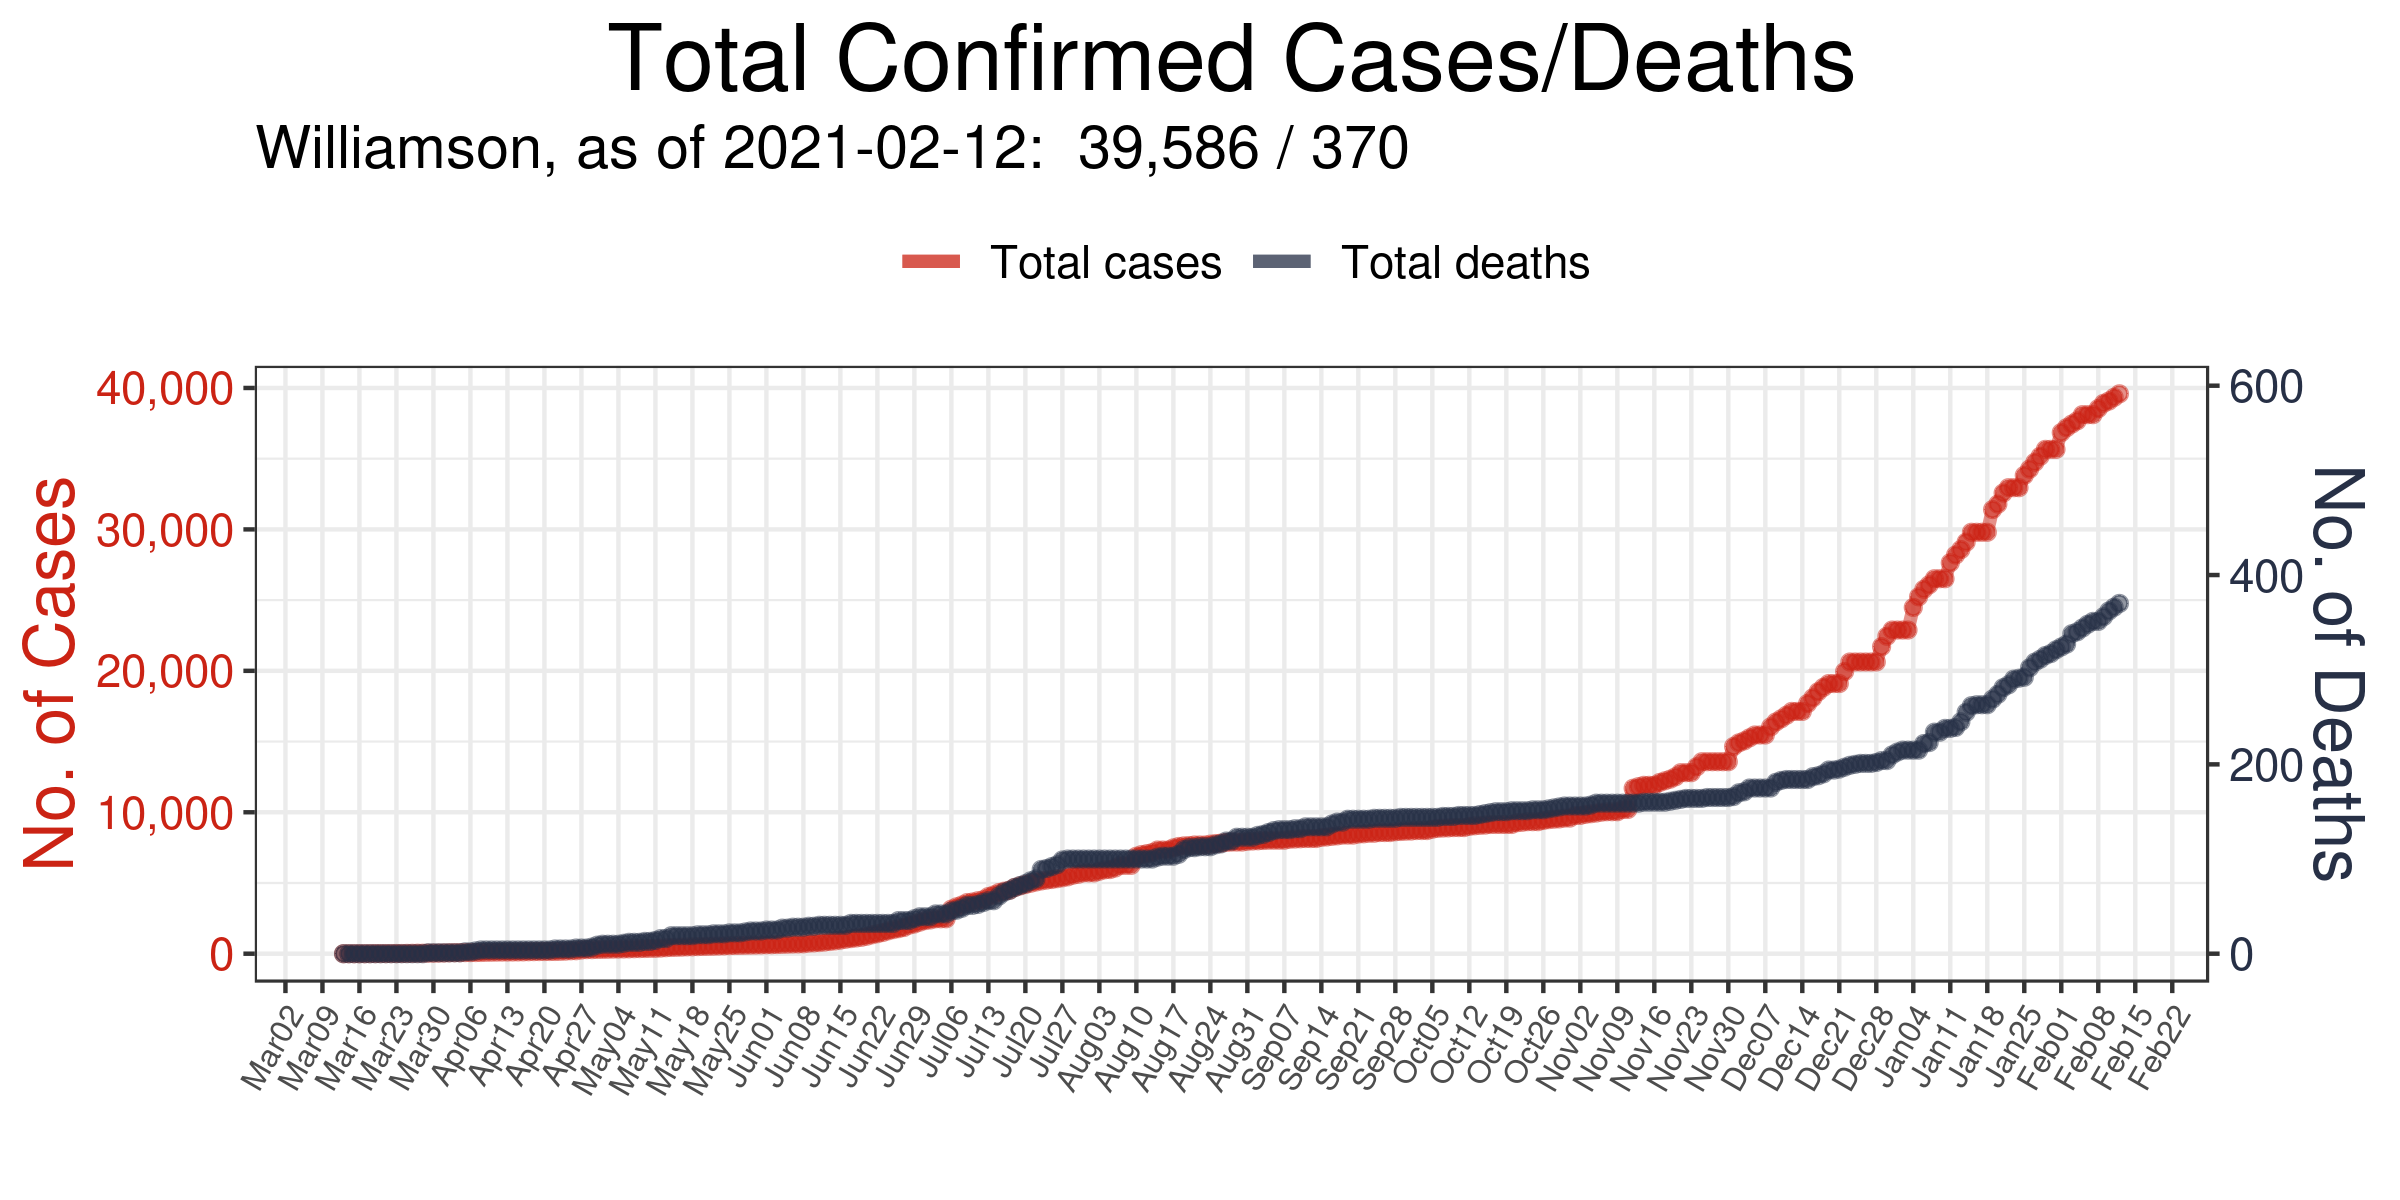 Total Confirmed Cases/Deaths
Williamson, as of 2021-02-12:  39,586 / 370
Total cases
Total deaths
No. of Cases
40,000
30,000
20,000
10,000
0
600
400
200
0
No. of Deaths
Mar02
Mar09
Mar16
Mar23
Mar30
Apr06
Apr13
Apr20
Apr27
May04
May11
May18
May25
Jun01
Jun08
Jun15
Jun22
Jun29
Jul06
Jul13
Jul20
Jul27
Aug03
Aug10
Aug17
Aug24
Aug31
Sep07
Sep14
Sep21
Sep28
Oct05
Oct12
Oct19
Oct26
Nov02
Nov09
Nov16
Nov23
Nov30
Dec07
Dec14
Dec21
Dec28
Jan04
Jan11
Jan18
Jan25
Feb01
Feb08
Feb15
Feb22